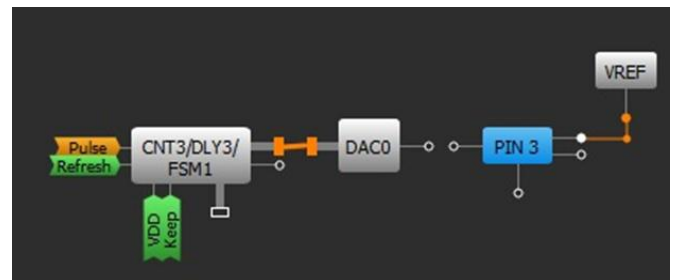 VREF
Pulse
Refresh
CNT3/DLY3/
FSM1
DAC0
PIN 3
VDD
Keep